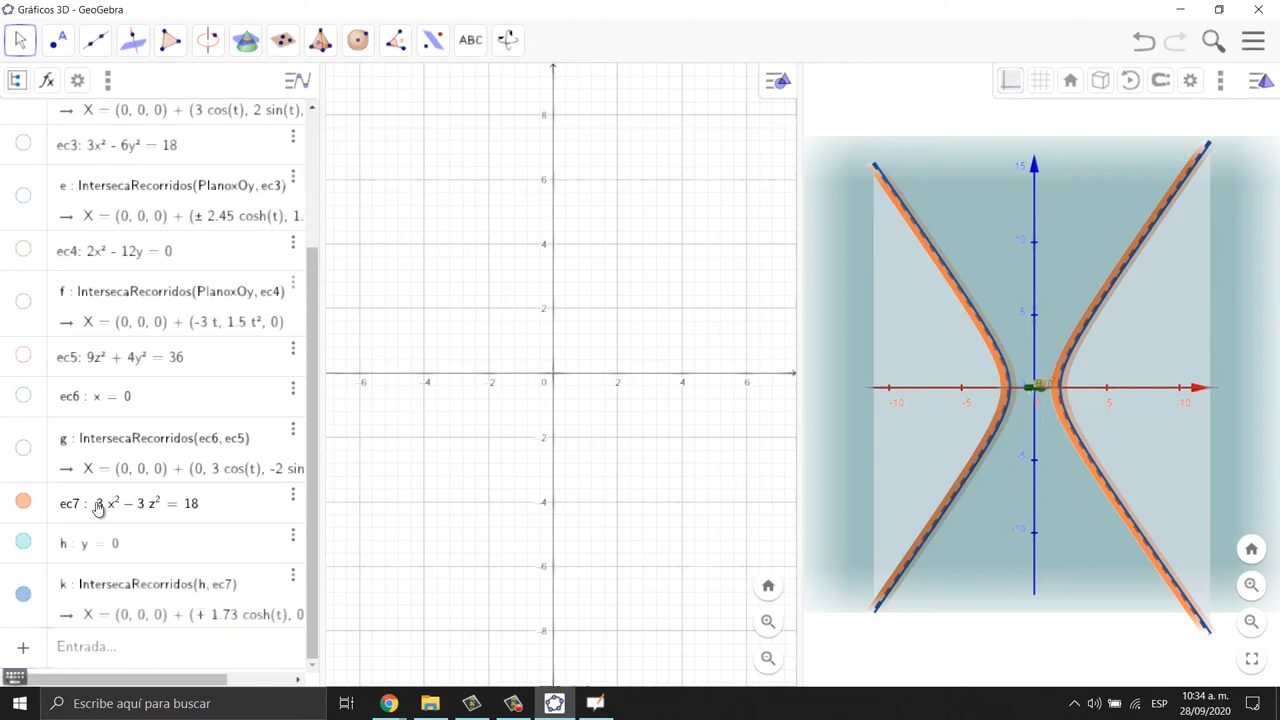 Gráficos 3D - GeoGebra
ABC
fx
→ X = (0, 0, 0) + (3 cos(t), 2 sin(t),
ec3: 3x² - 6y² = 18
e : IntersecaRecorridos(PlanoxOy, ec3)
→ X = (0, 0, 0) + (± 2.45 cosh(t), 1.
ec4: 2x² - 12y = 0
f : IntersecaRecorridos(PlanoxOy, ec4)
→ X = (0, 0, 0) + (-3 t, 1.5 t², 0)
ec5: 9z² + 4y² = 36
ec6 : x = 0
g : IntersecaRecorridos(ec6, ec5)
→ X = (0, 0, 0) + (0, 3 cos(t), -2 sin
ec7 : 3 x² − 3 z² = 18
h : y = 0
k : IntersecaRecorridos(h, ec7)
→ X = (0, 0, 0) + (± 1.73 cosh(t), 0
Entrada...
8
6
4
2
-6 -4 -2 0 2 4 6
-2
-4
-6
-8
15
10
5
-10 -5 5 10
-5
-10
Escribe aquí para buscar
ESP
10:34 a. m.
28/09/2020